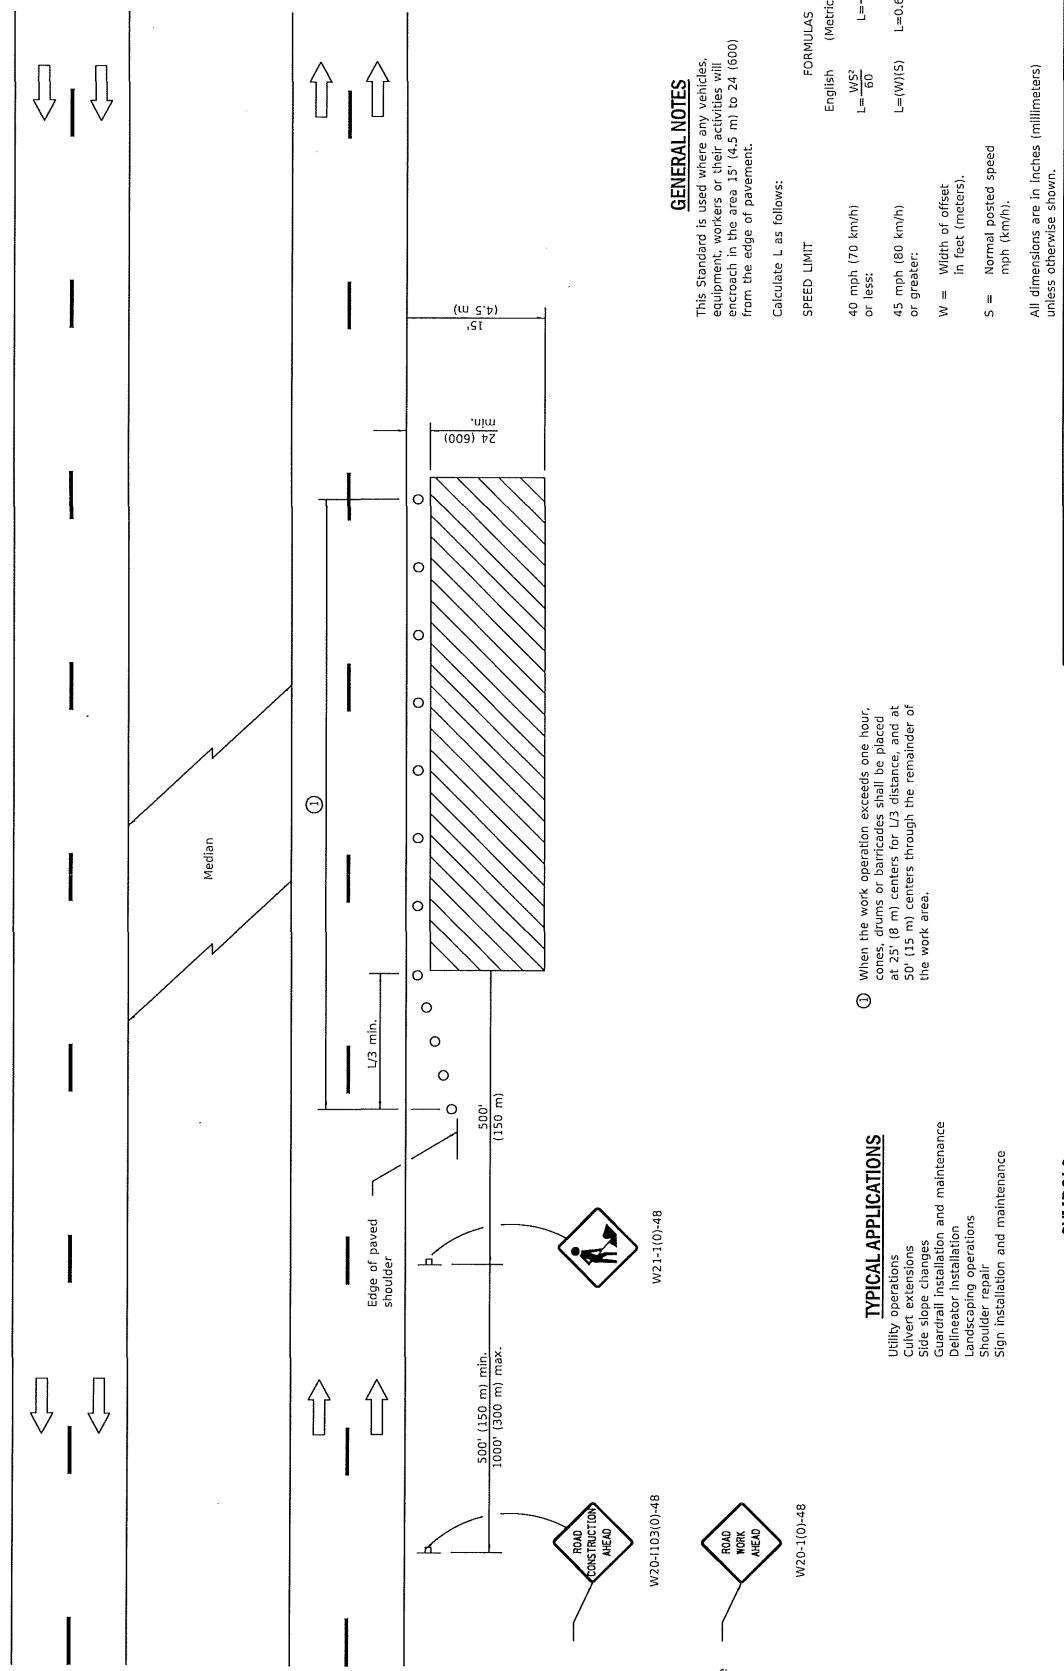 Median
①
L/3 min.
Edge of paved
shoulder
500'
(150 m)
500' (150 m) min.
1000' (300 m) max.
24 (600)
min.
15'
(4.5 m)
W21-1(O)-48
ROAD
CONSTRUCTION
AHEAD
W20-I103(O)-48
ROAD
WORK
AHEAD
W20-1(O)-48
TYPICAL APPLICATIONS
Utility operations
Culvert extensions
Side slope changes
Guardrail installation and maintenance
Delineator installation
Landscaping operations
Shoulder repair
Sign installation and maintenance
① When the work operation exceeds one hour,
cones, drums or barricades shall be placed
at 25' (8 m) centers for L/3 distance, and at
50' (15 m) centers through the remainder of
the work area.
GENERAL NOTES
This Standard is used where any vehicles,
equipment, workers or their activities will
encroach in the area 15' (4.5 m) to 24 (600)
from the edge of pavement.
Calculate L as follows:
SPEED LIMIT FORMULAS
English (Metric
40 mph (70 km/h) L=WS²/60 L=
or less:
45 mph (80 km/h) L=(W)(S) L=0.6
or greater:
W = Width of offset
in feet (meters).
S = Normal posted speed
mph (km/h).
All dimensions are in inches (millimeters)
unless otherwise shown.